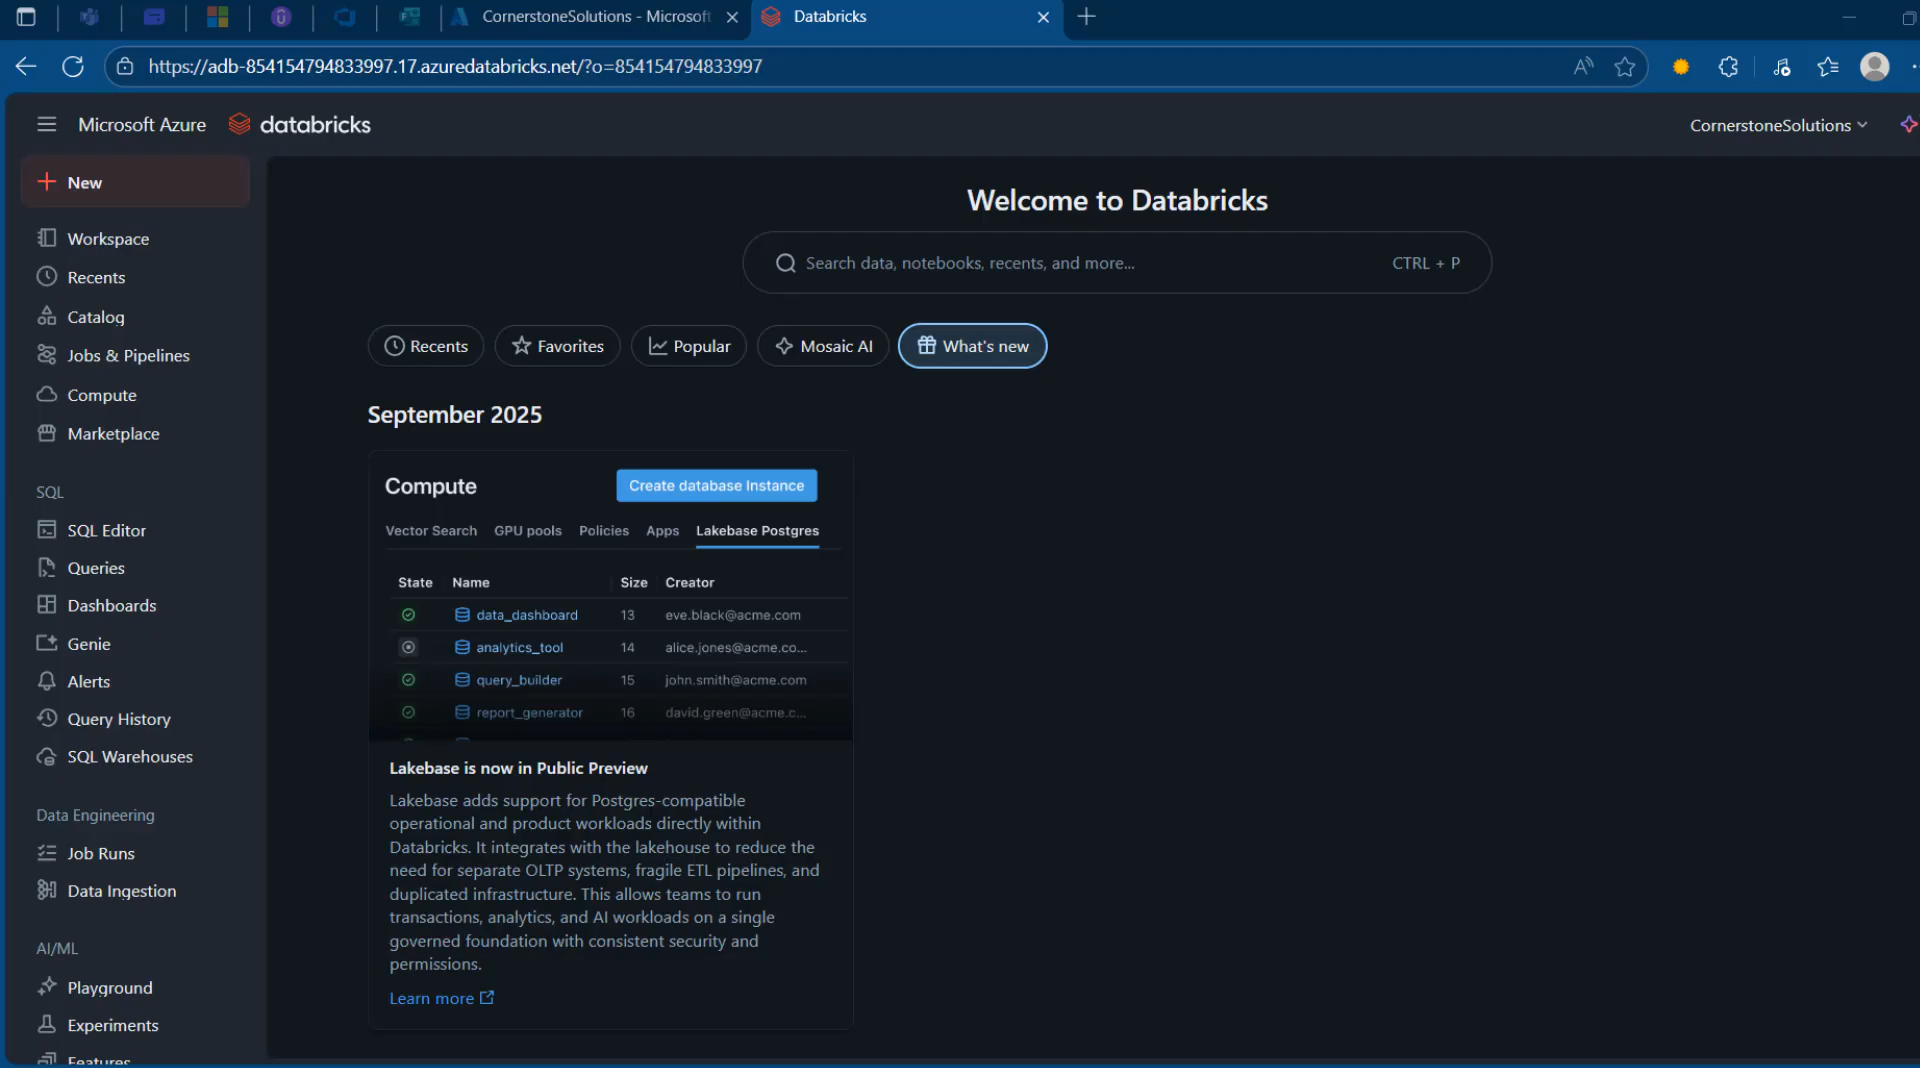 CornerstoneSolutions - Microsoft
Databricks
https://adb-854154794833997.17.azuredatabricks.net/?o=854154794833997
Microsoft Azure databricks
CornerstoneSolutions
New
Workspace
Recents
Catalog
Jobs & Pipelines
Compute
Marketplace
SQL
SQL Editor
Queries
Dashboards
Genie
Alerts
Query History
SQL Warehouses
Data Engineering
Job Runs
Data Ingestion
AI/ML
Playground
Experiments
Features
Welcome to Databricks
Search data, notebooks, recents, and more... CTRL + P
Recents Favorites Popular Mosaic AI What's new
September 2025
Compute Create database Instance
Vector Search GPU pools Policies Apps Lakebase Postgres
State Name Size Creator
data_dashboard 13 eve.black@acme.com
analytics_tool 14 alice.jones@acme.co...
query_builder 15 john.smith@acme.com
report_generator 16 david.green@acme.c...
Lakebase is now in Public Preview
Lakebase adds support for Postgres-compatible
operational and product workloads directly within
Databricks. It integrates with the lakehouse to reduce the
need for separate OLTP systems, fragile ETL pipelines, and
duplicated infrastructure. This allows teams to run
transactions, analytics, and AI workloads on a single
governed foundation with consistent security and
permissions.
Learn more